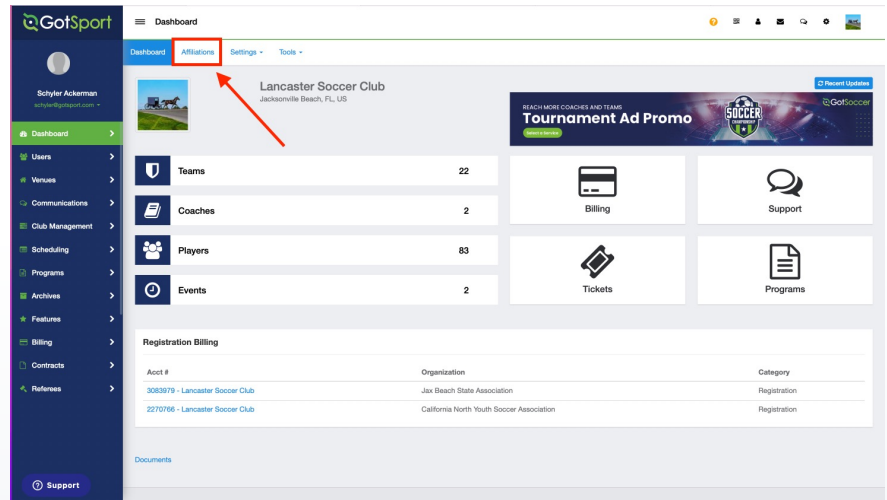 GotSport
Dashboard
Schyler Ackerman
schyler@gotsport.com
Dashboard
Users
Venues
Communications
Club Management
Scheduling
Programs
Archives
Features
Billing
Contracts
Referees
Support
Dashboard Affiliations Settings Tools
Lancaster Soccer Club
Jacksonville Beach, FL, US
Recent Updates
REACH MORE COACHES AND TEAMS
Tournament Ad Promo
Select a Service
SOCCER
CHAMPIONSHIP
GotSoccer
Teams 22
Coaches 2
Players 83
Events 2
Billing
Support
Tickets
Programs
Registration Billing
Acct # Organization Category
3083979 - Lancaster Soccer Club Jax Beach State Association Registration
2270766 - Lancaster Soccer Club California North Youth Soccer Association Registration
Documents